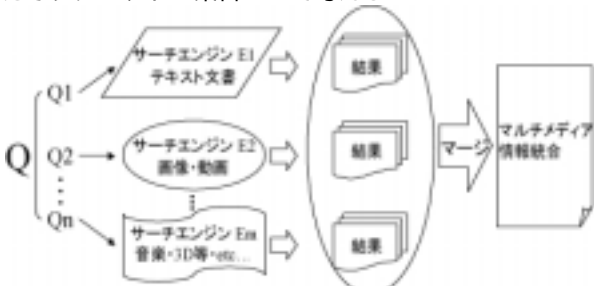 サーチエンジン E1
テキスト文書
結果
Q1
Q
Q2
サーチエンジン E2
画像・動画
結果
マージ
マルチメディア
情報統合
Qn
サーチエンジン Em
音楽・3D等・etc…
結果